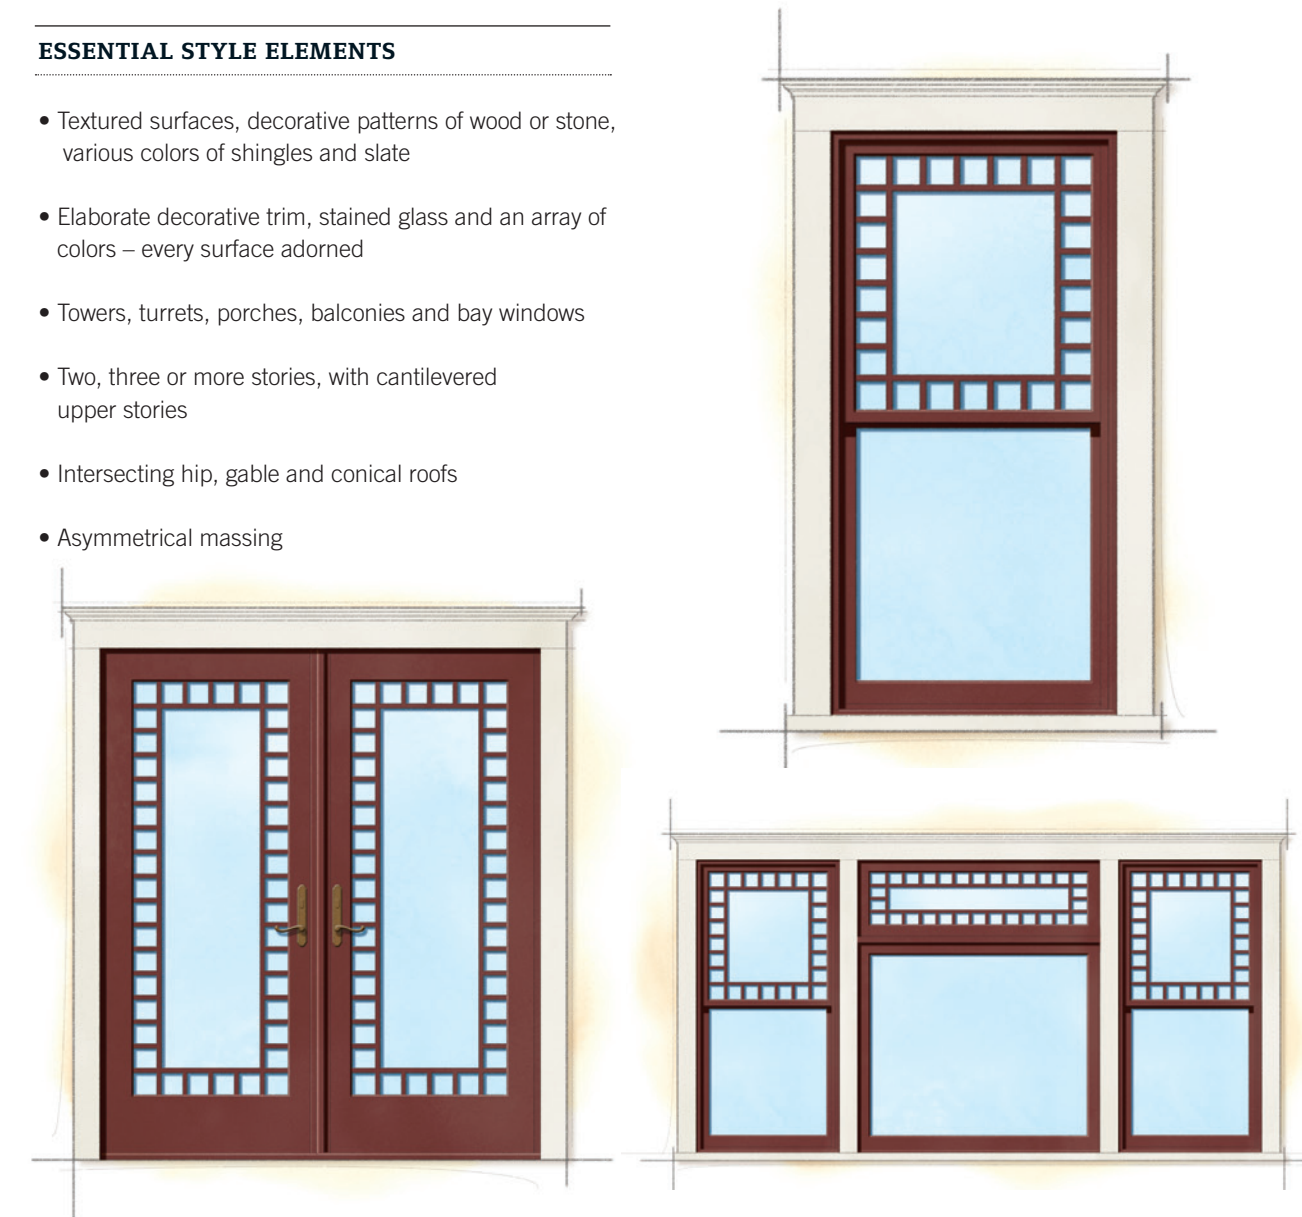 ESSENTIAL STYLE ELEMENTS
• Textured surfaces, decorative patterns of wood or stone,
various colors of shingles and slate
• Elaborate decorative trim, stained glass and an array of
colors – every surface adorned
• Towers, turrets, porches, balconies and bay windows
• Two, three or more stories, with cantilevered
upper stories
• Intersecting hip, gable and conical roofs
• Asymmetrical massing